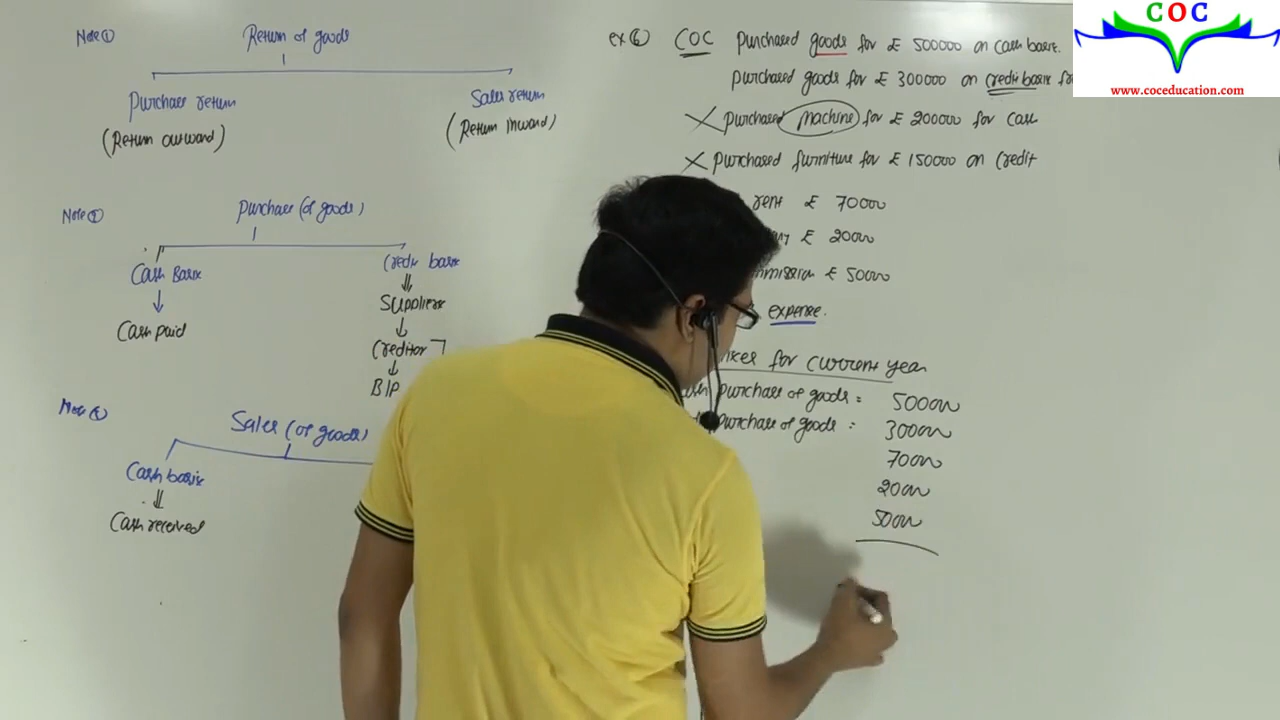 Note ①
Return of goods
Purchase return
(Return outward)
Sales return
(Return inward)
Note ②
Purchase (of goods)
Cash Basis
Cash paid
Credit basis
Suppliers
Creditor
B/P
Note ③
Sales (of goods)
Cash basis
Cash received
ex ⑥ COC purchased goods for £ 500000 on cash basis.
purchased goods for £ 300000 on credit basis
X purchased machine for £ 200000 for cash
X purchased furniture for £ 150000 on credit
rent £ 70000
£ 20000
mmission £ 50000
expense.
for current year
purchase of goods = 500000
purchase of goods = 300000
70000
20000
50000
COC
www.coceducation.com